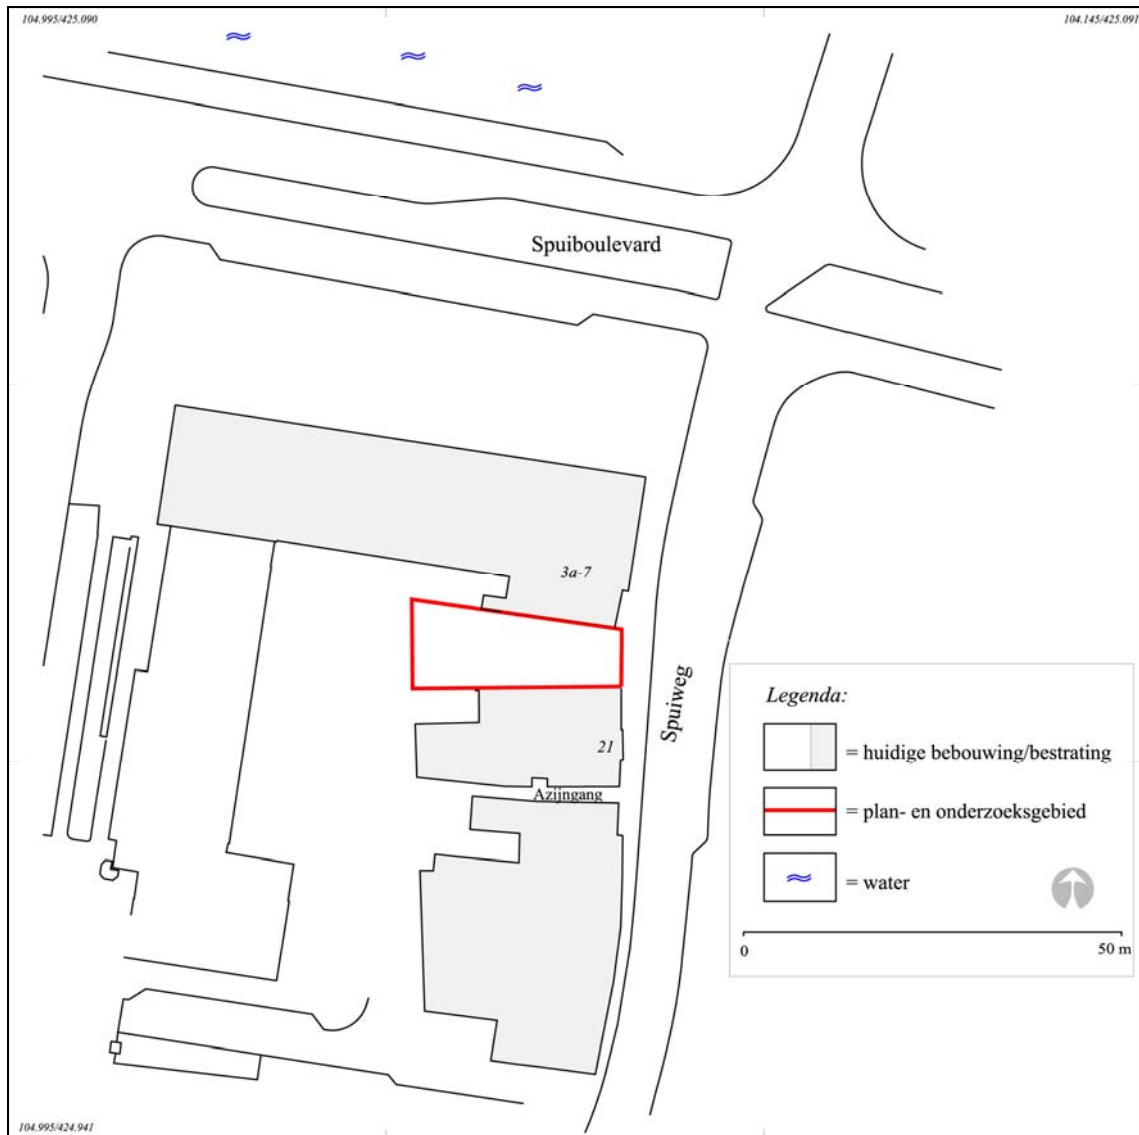 104.995/425.090
104.145/425.091
Spuiboulevard
3a-7
Spuiweg
21
Azijngang
Legenda:
= huidige bebouwing/bestrating
= plan- en onderzoeksgebied
= water
0
50 m
104.995/424.941